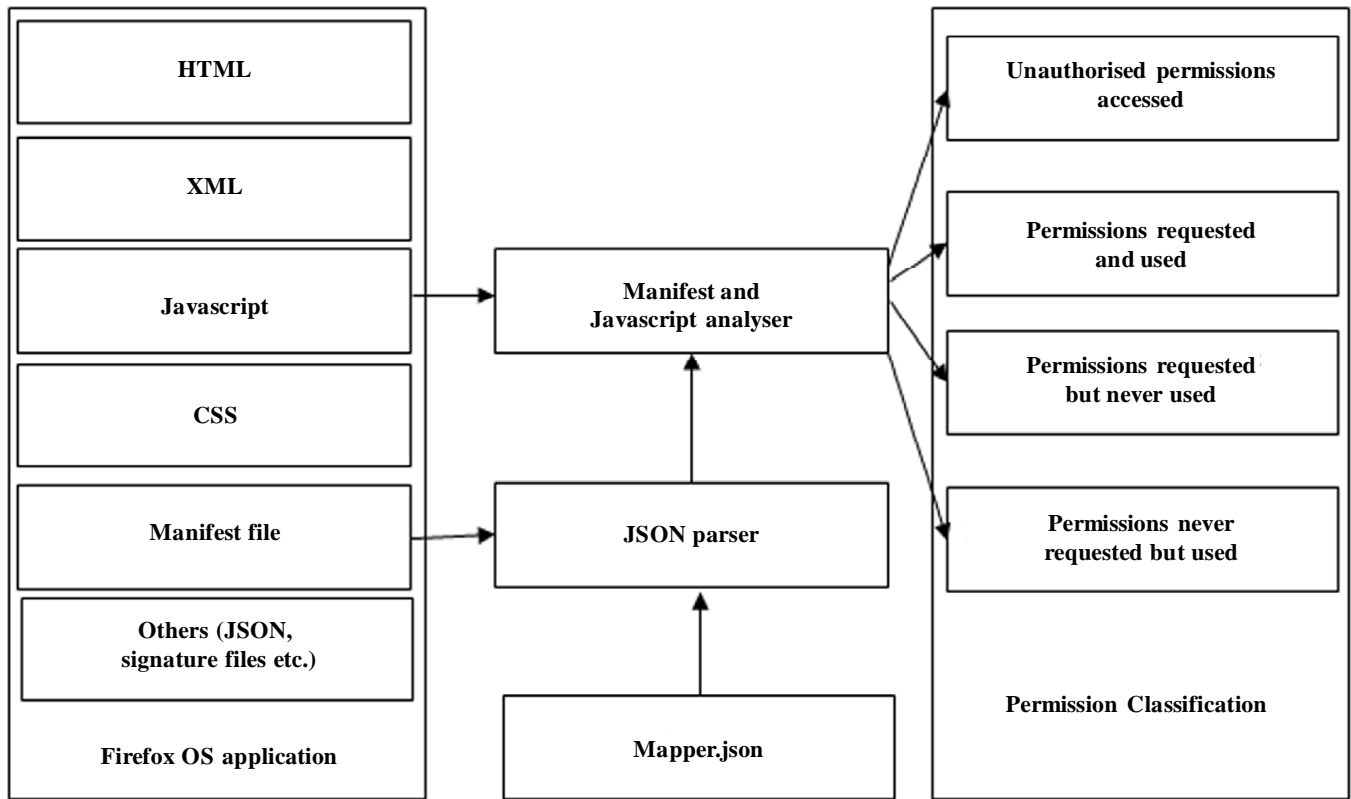 HTML
XML
Javascript
CSS
Manifest file
Others (JSON,
signature files etc.)
Firefox OS application
Manifest and
Javascript analyser
JSON parser
Mapper.json
Unauthorised permissions
accessed
Permissions requested
and used
Permissions requested
but never used
Permissions never
requested but used
Permission Classification